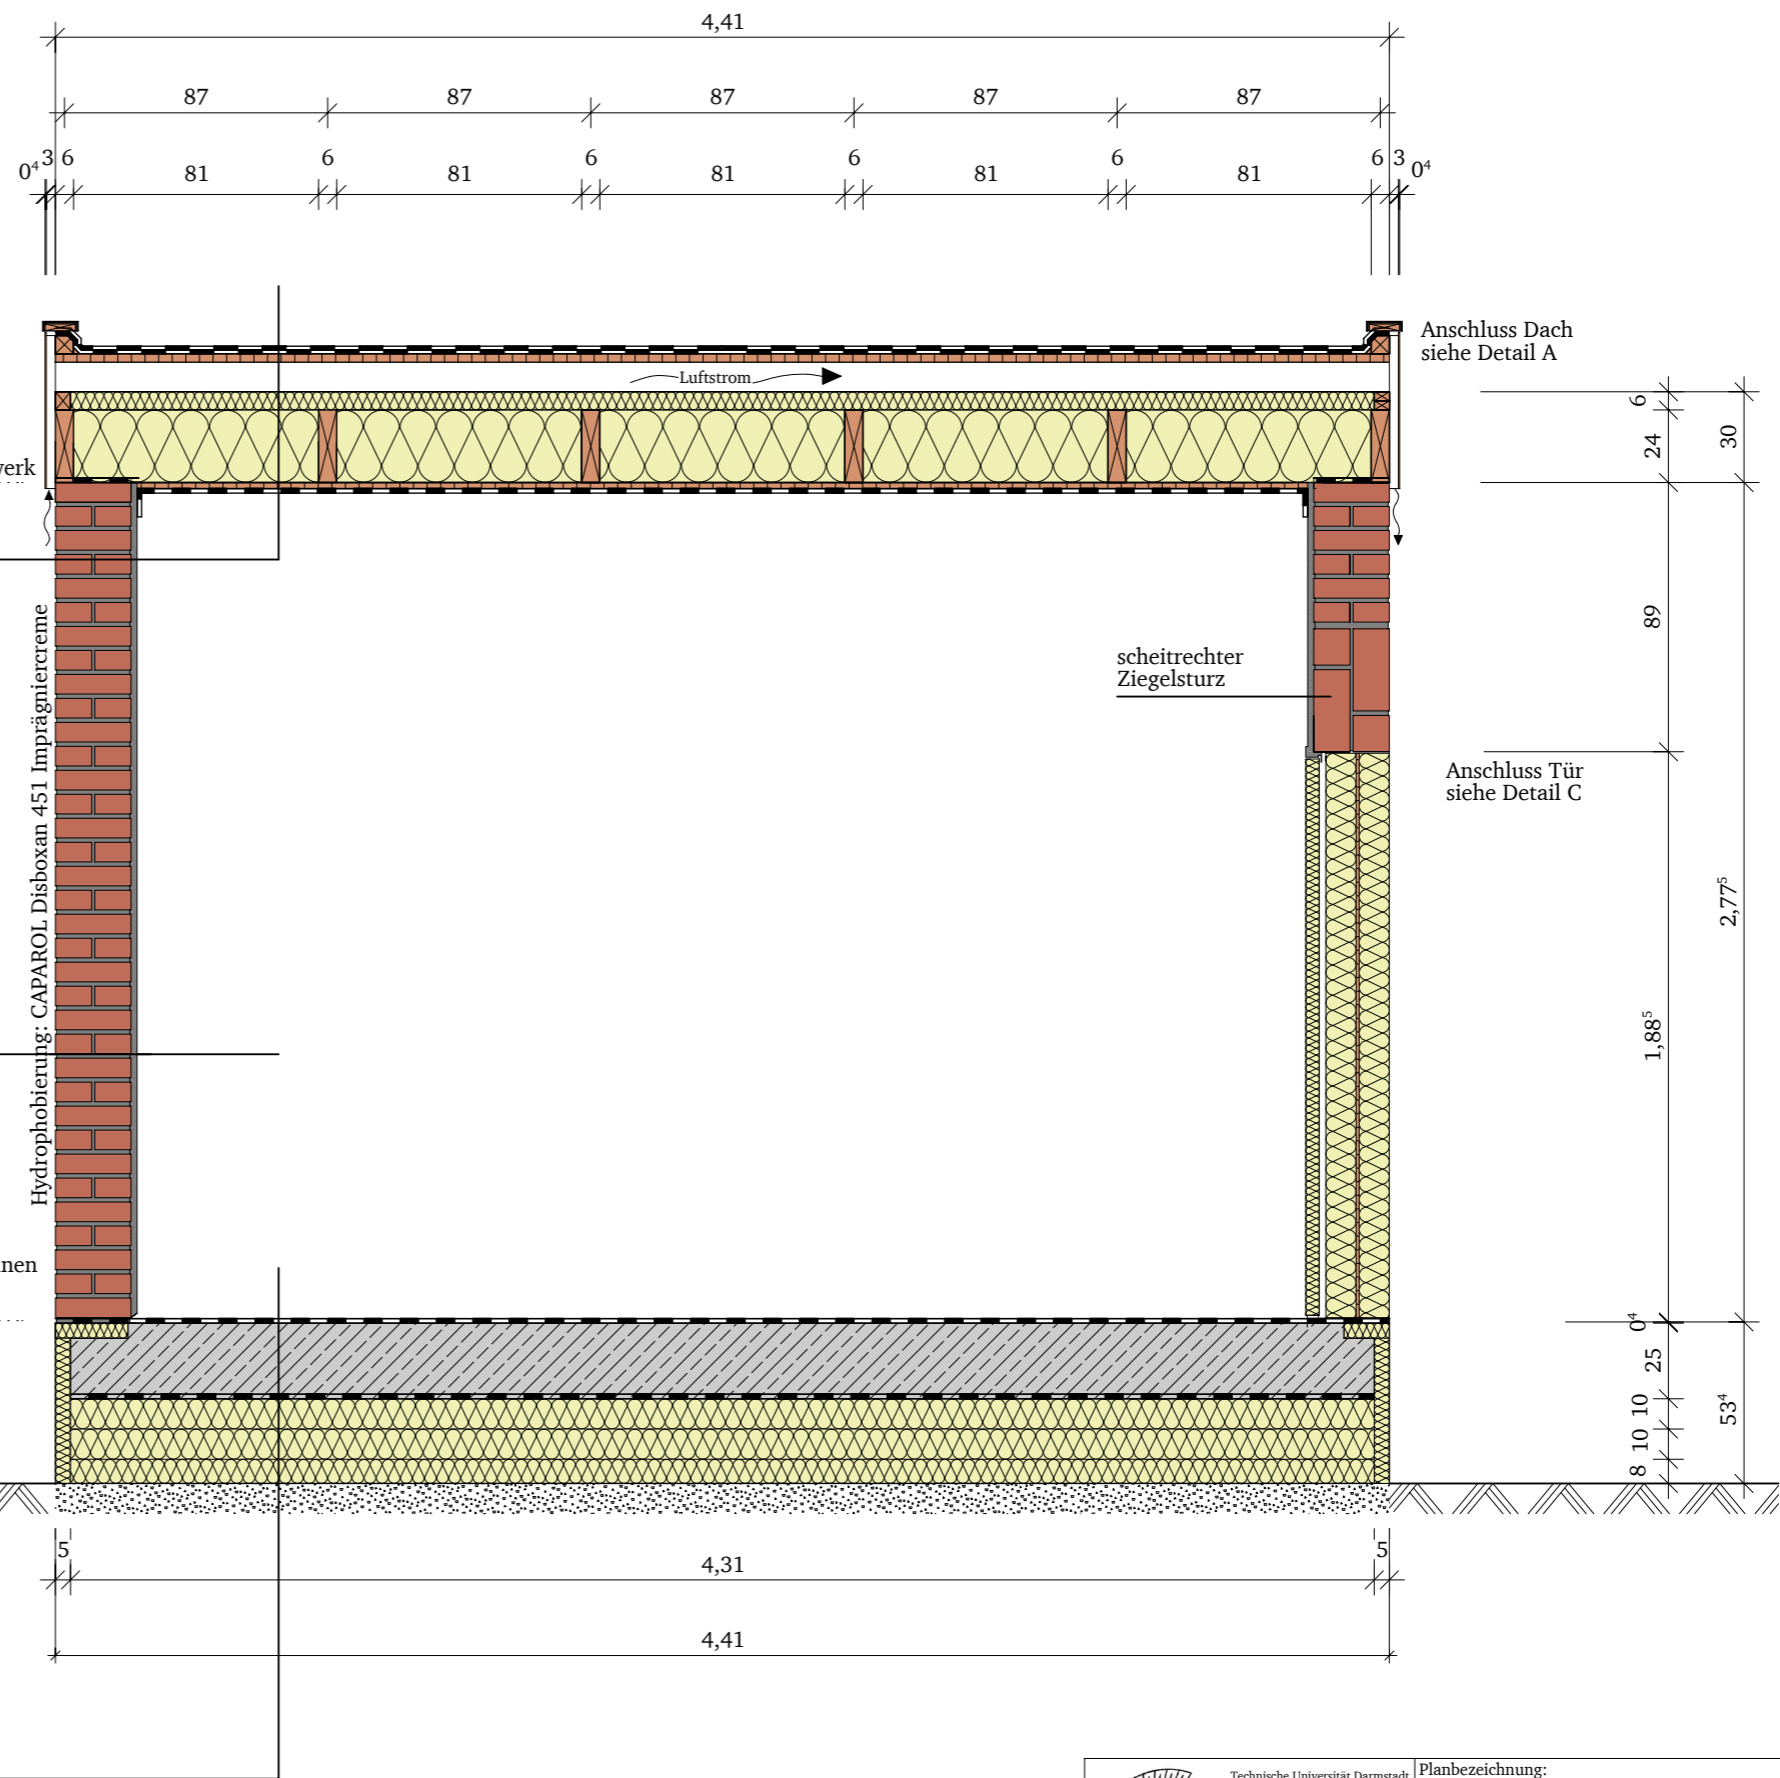 4,41
87 87 87 87 87
0⁴ 3 6 81 6 81 6 81 6 81 6 81 6 3 0⁴
Anschluss Dach
siehe Detail A
Luftstrom
6
24
30
werk
89
scheitrechter
Ziegelsturz
Hydrophobierung: CAPAROL Disboxan 451 Imprägniercreme
Anschluss Tür
siehe Detail C
2,77⁵
1,88⁵
nen
0⁴
25
10
10
8
53⁴
5 4,31 5
4,41
Technische Universität Darmstadt
Planbezeichnung: